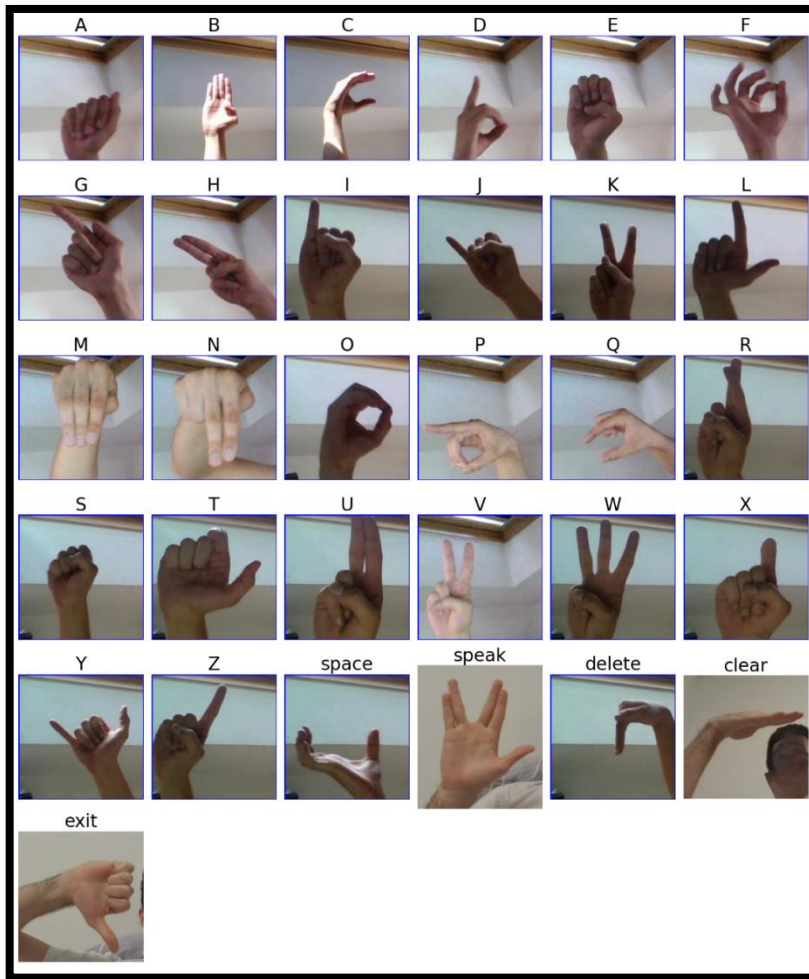 A B C D E F
G H I J K L
M N O P Q R
S T U V W X
Y Z space speak delete clear
exit